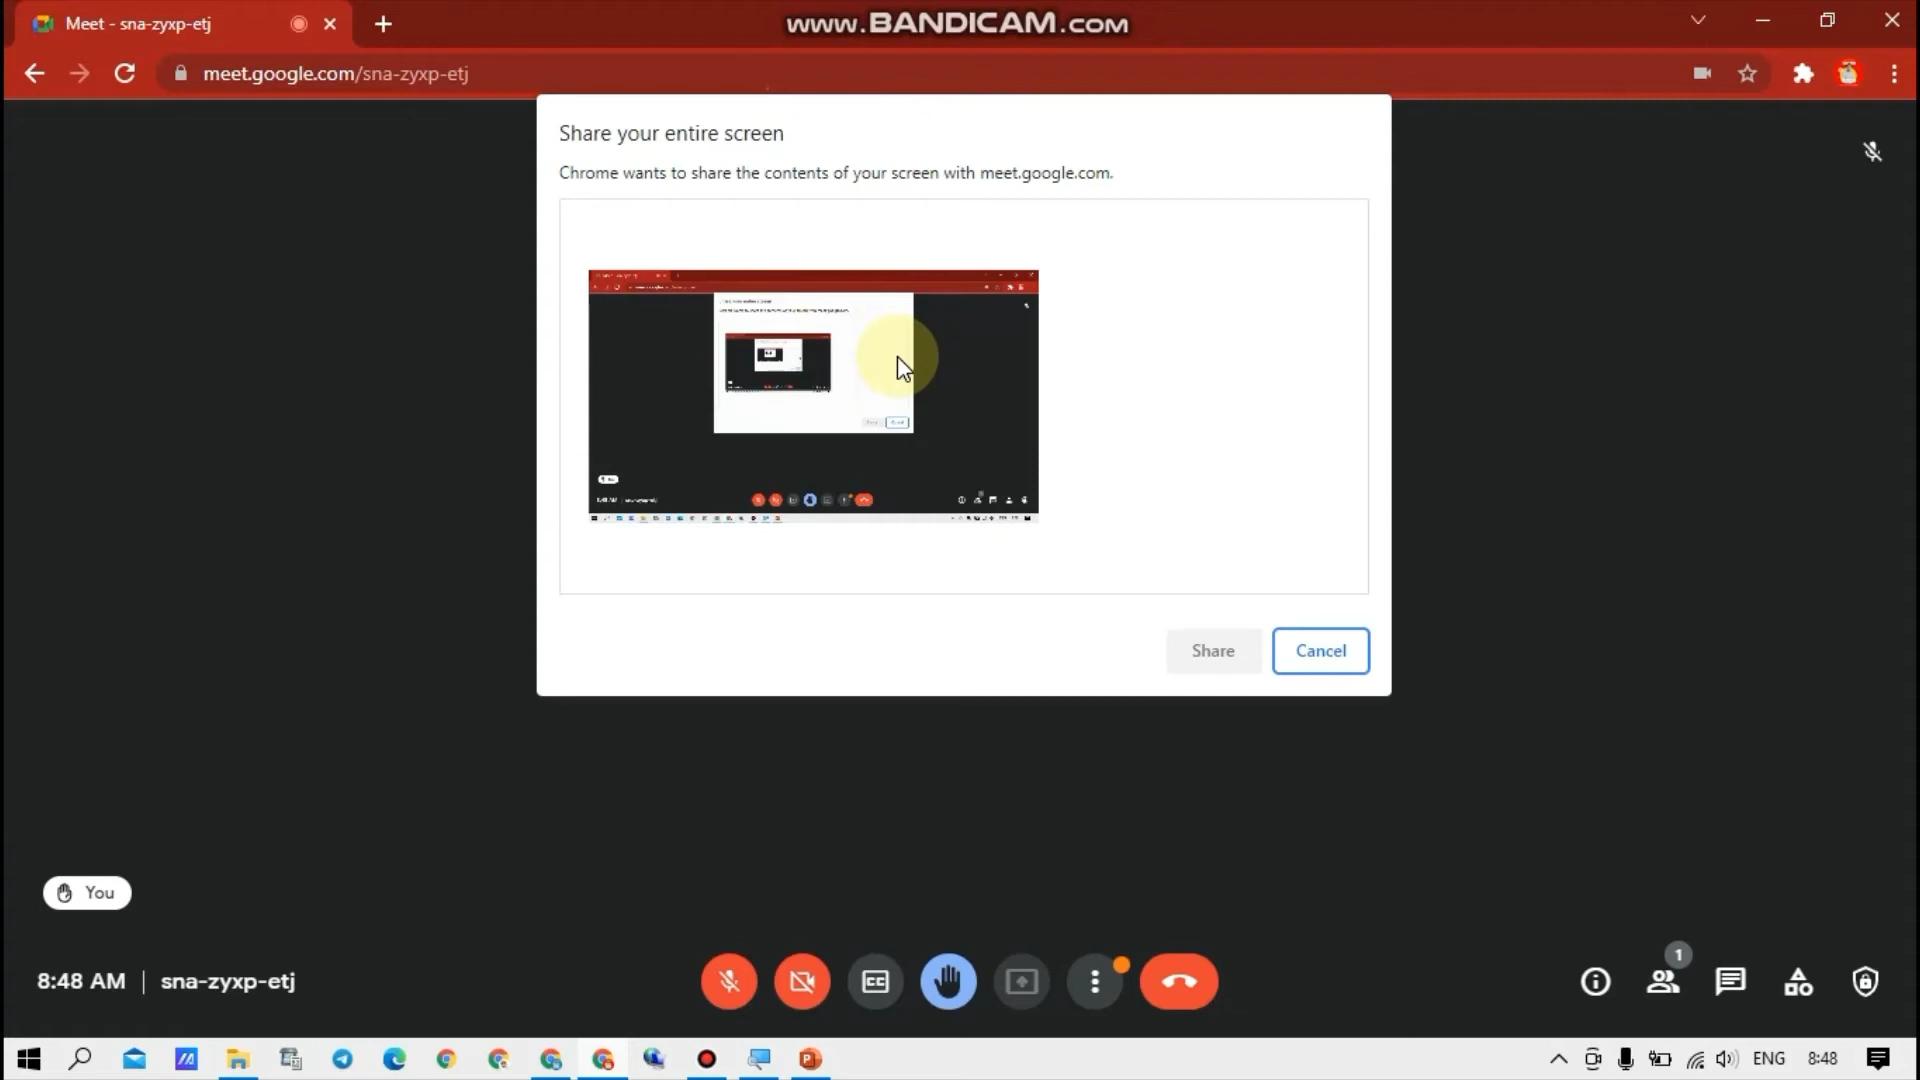 Meet - sna-zyxp-etj
www.BANDICAM.com
meet.google.com/sna-zyxp-etj
Share your entire screen
Chrome wants to share the contents of your screen with meet.google.com.
Share
Cancel
You
8:48 AM | sna-zyxp-etj
CC
1
ENG
8:48